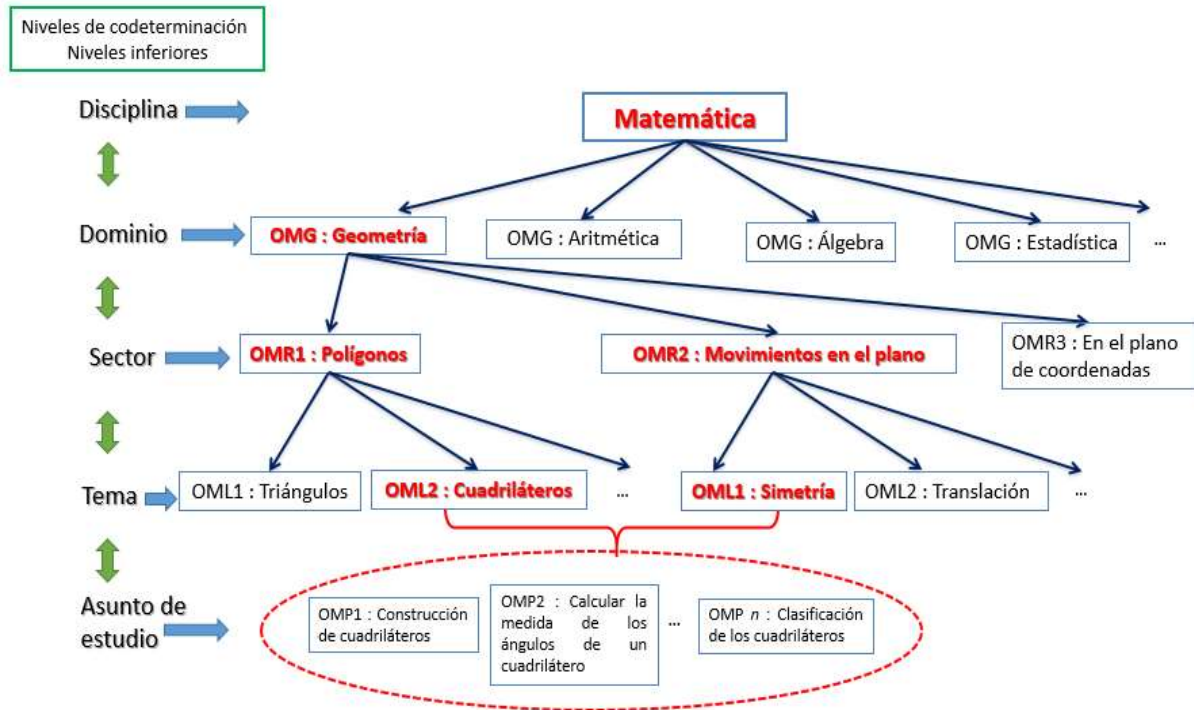 Niveles de codeterminación
Niveles inferiores
Disciplina
Matemática
Dominio
OMG : Geometría
OMG : Aritmética
OMG : Álgebra
OMG : Estadística
...
Sector
OMR1 : Polígonos
OMR2 : Movimientos en el plano
OMR3 : En el plano
de coordenadas
Tema
OML1 : Triángulos
OML2 : Cuadriláteros
...
OML1 : Simetría
OML2 : Translación
...
Asunto de
estudio
OMP1 : Construcción
de cuadriláteros
OMP2 : Calcular la
medida de los
ángulos de un
cuadrilátero
...
OMP n : Clasificación
de los cuadriláteros